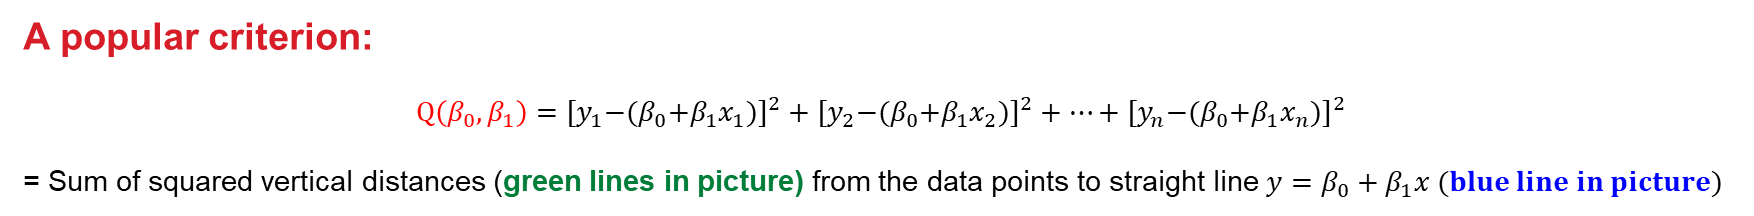 A popular criterion:
Q(β₀, β₁) = [y₁−(β₀+β₁x₁)]² + [y₂−(β₀+β₁x₂)]² + ⋯ + [yₙ−(β₀+β₁xₙ)]²
= Sum of squared vertical distances (green lines in picture) from the data points to straight line y = β₀ + β₁x (blue line in picture)